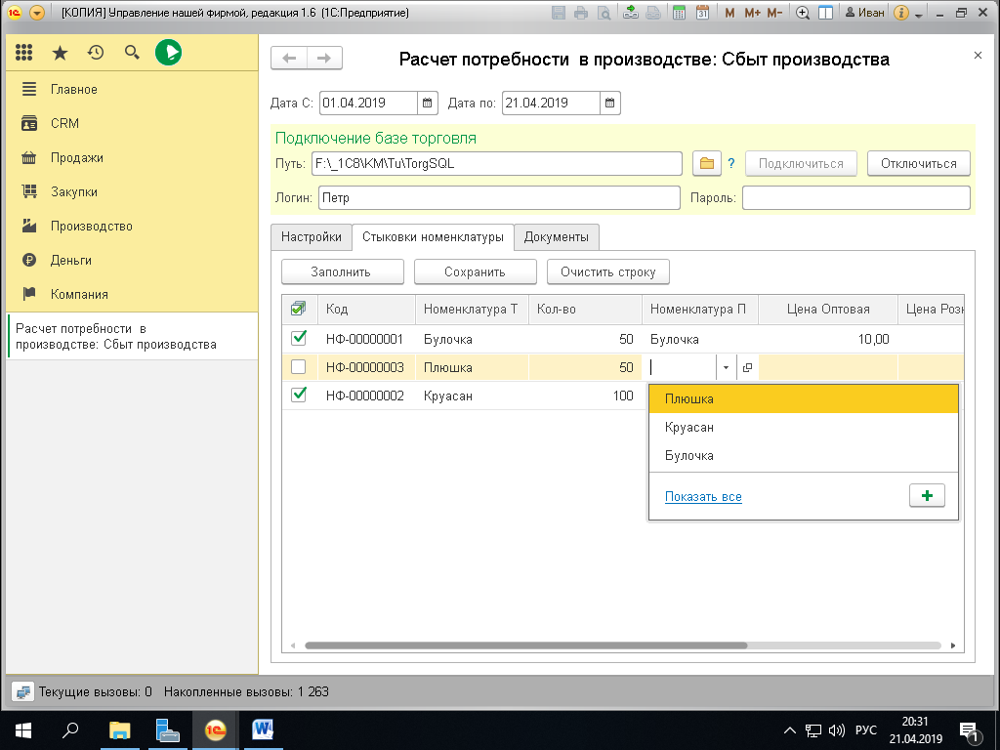 [КОПИЯ] Управление нашей фирмой, редакция 1.6 (1С:Предприятие)
M M+ M- Иван
Главное
CRM
Продажи
Закупки
Производство
Деньги
Компания
Расчет потребности в
производстве: Сбыт производства
Расчет потребности в производстве: Сбыт производства
Дата С: 01.04.2019 Дата по: 21.04.2019
Подключение базе торговля
Путь: F:\_1C8\KM\Tu\TorgSQL ? Подключиться Отключиться
Логин: Петр Пароль:
Настройки Стыковки номенклатуры Документы
Заполнить Сохранить Очистить строку
Код Номенклатура Т Кол-во Номенклатура П Цена Оптовая Цена Розн
НФ-00000001 Булочка 50 Булочка 10,00
НФ-00000003 Плюшка 50
НФ-00000002 Круасан 100
Плюшка
Круасан
Булочка
Показать все
Текущие вызовы: 0 Накопленные вызовы: 1 263
РУС 20:31
21.04.2019
1